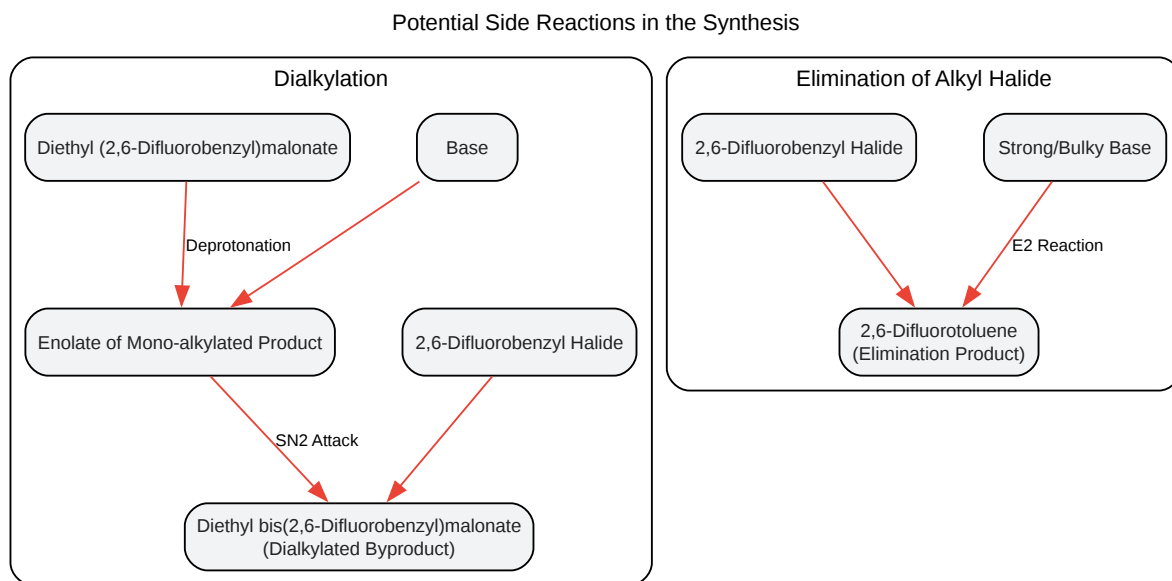 Potential Side Reactions in the Synthesis
Dialkylation
Diethyl (2,6-Difluorobenzyl)malonate
Base
Deprotonation
Enolate of Mono-alkylated Product
2,6-Difluorobenzyl Halide
SN2 Attack
Diethyl bis(2,6-Difluorobenzyl)malonate
(Dialkylated Byproduct)
Elimination of Alkyl Halide
2,6-Difluorobenzyl Halide
Strong/Bulky Base
E2 Reaction
2,6-Difluorotoluene
(Elimination Product)